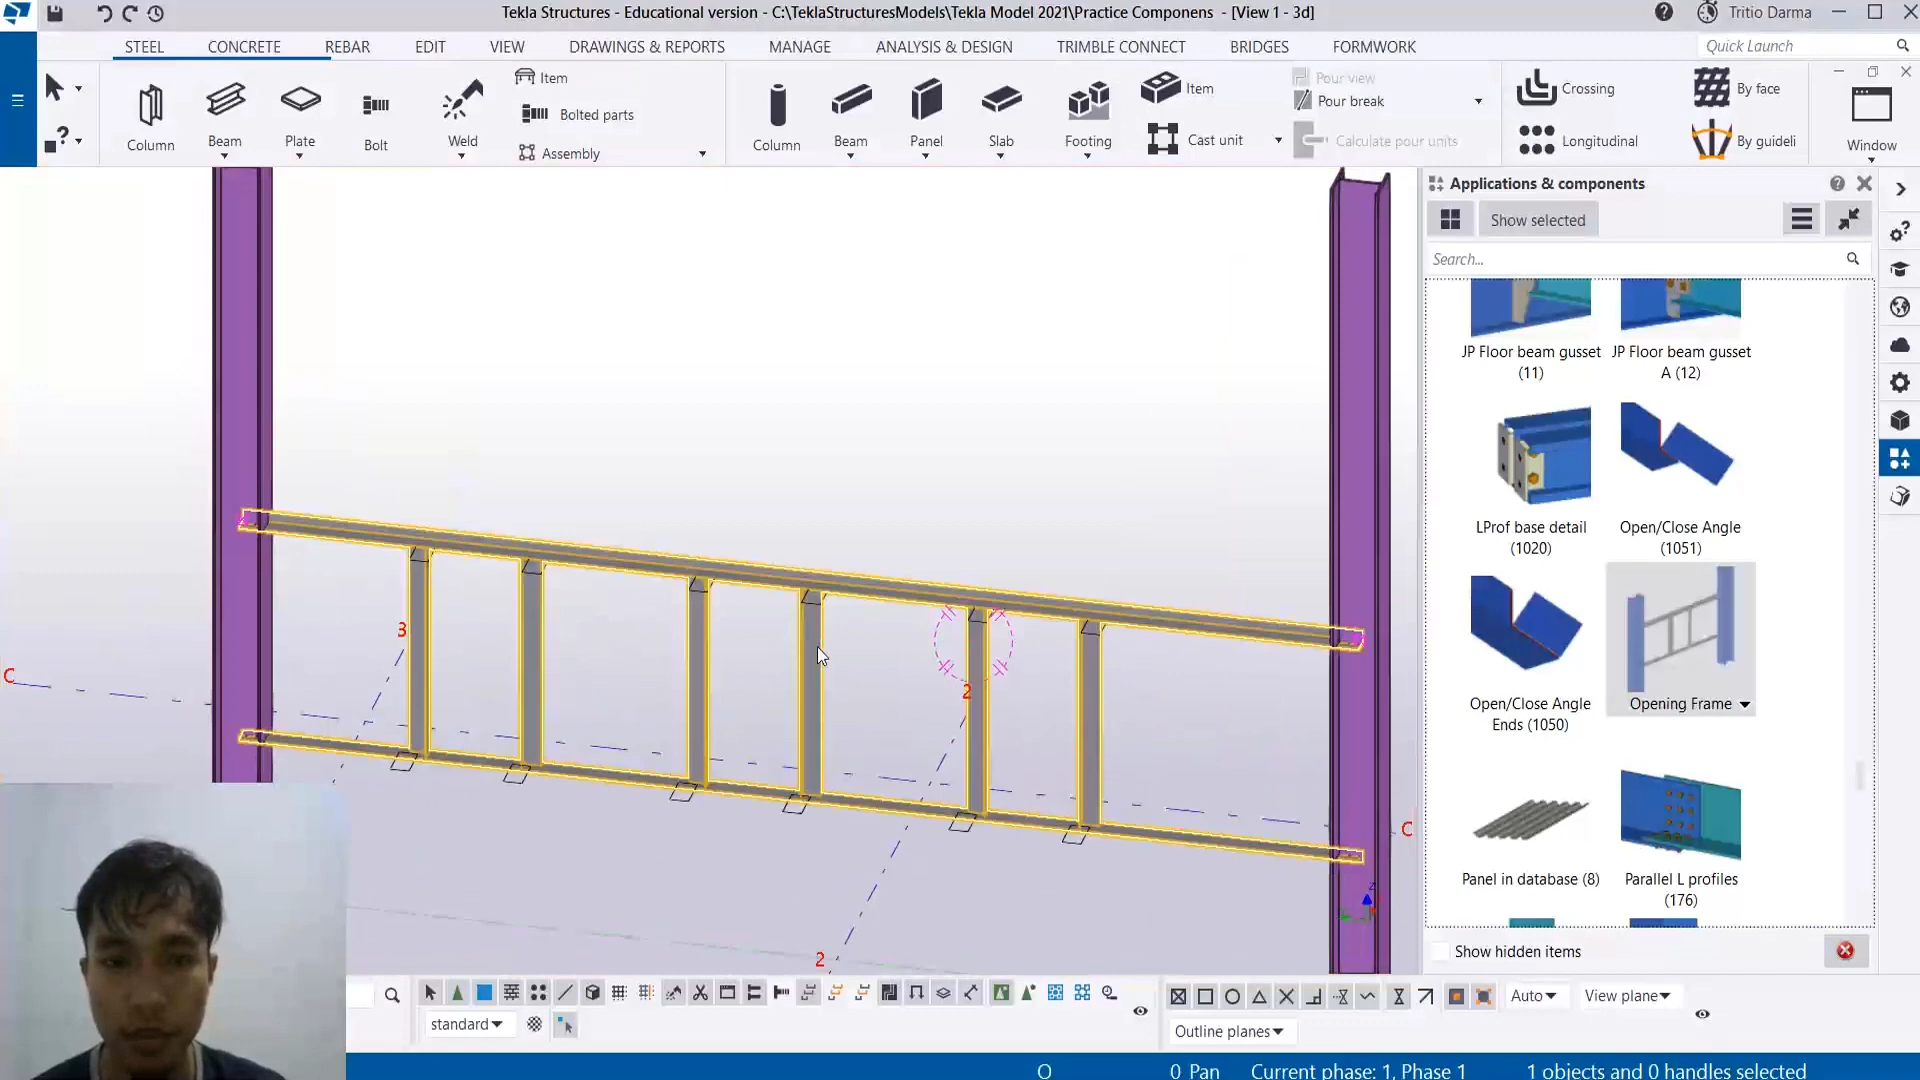 Tekla Structures - Educational version - C:\TeklaStructuresModels\Tekla Model 2021\Practice Componens - [View 1 - 3d]
Tritio Darma
STEEL CONCRETE REBAR EDIT VIEW DRAWINGS & REPORTS MANAGE ANALYSIS & DESIGN TRIMBLE CONNECT BRIDGES FORMWORK
Quick Launch
Column
Beam
Plate
Bolt
Weld
Item
Bolted parts
Assembly
Column
Beam
Panel
Slab
Footing
Item
Cast unit
Pour view
Pour break
Calculate pour units
Crossing
Longitudinal
By face
By guideli
Window
Applications & components
Show selected
Search...
JP Floor beam gusset
(11)
JP Floor beam gusset
A (12)
LProf base detail
(1020)
Open/Close Angle
(1051)
Open/Close Angle
Ends (1050)
Opening Frame
Panel in database (8)
Parallel L profiles
(176)
Show hidden items
3
C
2
C
2
z
standard
Auto
View plane
Outline planes
O
0 Pan
Current phase: 1, Phase 1
1 objects and 0 handles selected